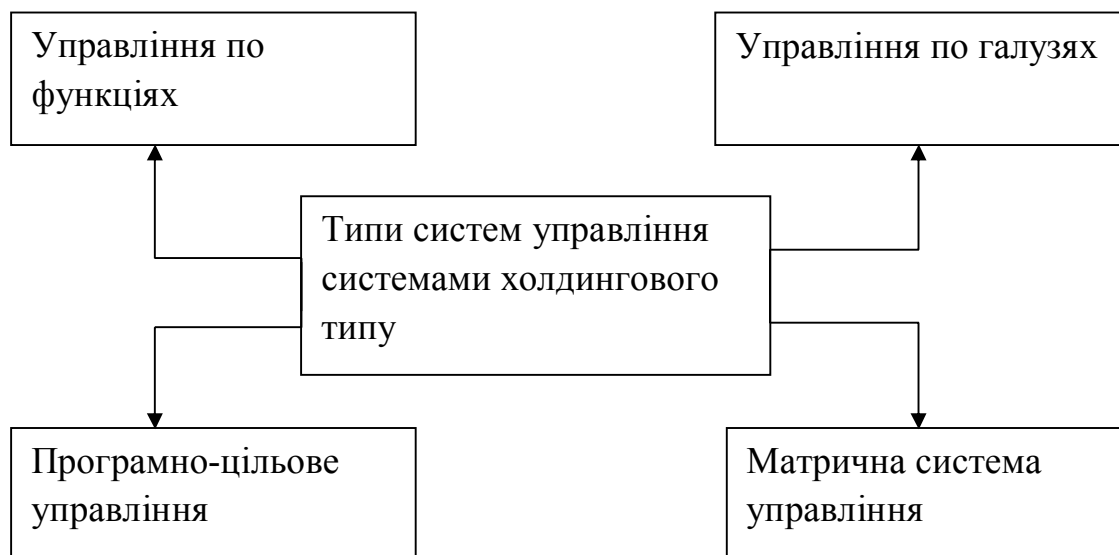 Управління по
функціях
Управління по галузях
Типи систем управління
системами холдингового
типу
Програмно-цільове
управління
Матрична система
управління